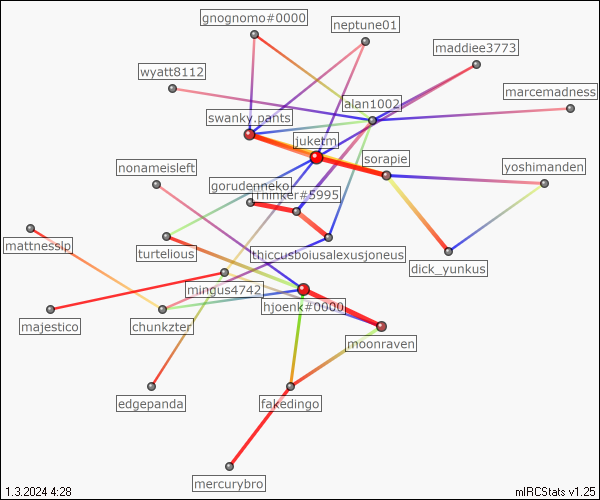 gnognomo#0000
neptune01
maddiee3773
wyatt8112
marcemadness
alan1002
swanky.pants
juketm
sorapie
nonameisleft
yoshimanden
gorudenneko
Thinker#5995
mattnesslp
turtelious
thiccusboiusalexusjoneus
dick_yunkus
mingus4742
hjoenk#0000
majestico
chunkzter
moonraven
edgepanda
fakedingo
mercurybro
1.3.2024 4:28
mIRCStats v1.25